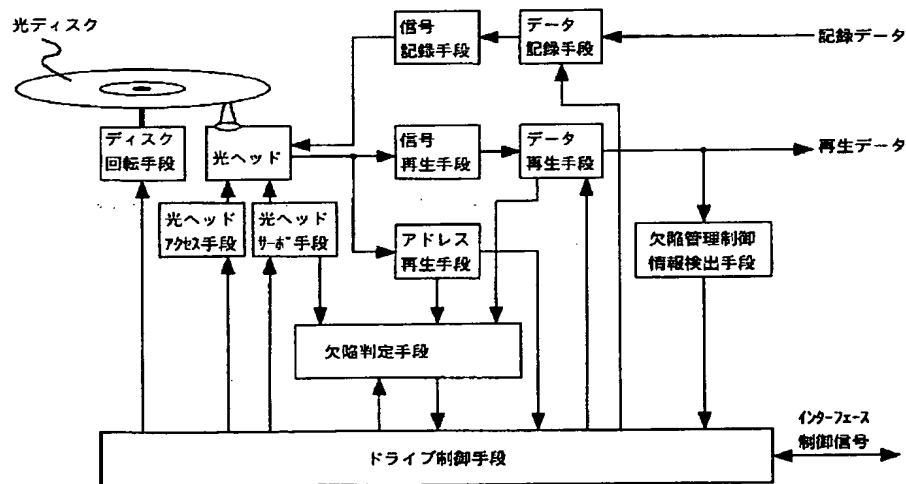 光ディスク
信号
記録手段
データ
記録手段
記録データ
ディスク
回転手段
光ヘッド
信号
再生手段
データ
再生手段
再生データ
光ヘッド
アクセス手段
光ヘッド
サーボ手段
アドレス
再生手段
欠陥管理制御
情報検出手段
欠陥判定手段
インターフェース
制御信号
ドライブ制御手段